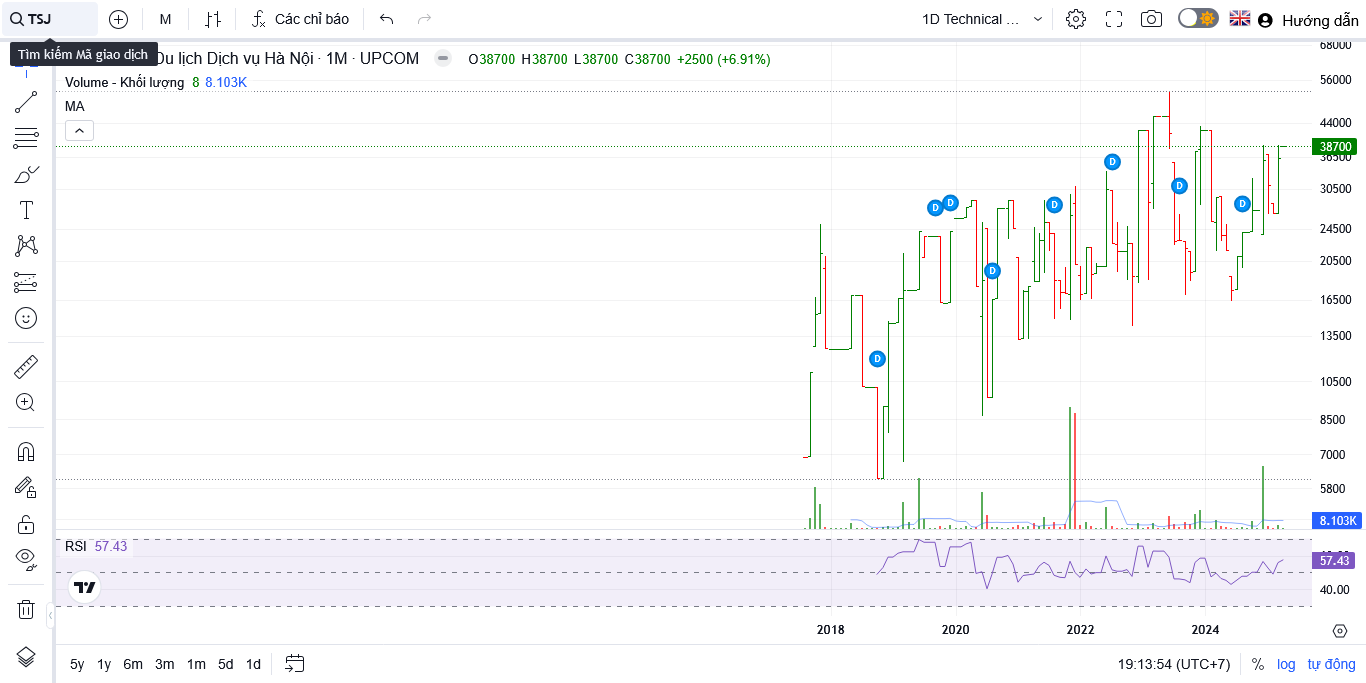 TSJ
M
Các chỉ báo
1D Technical ...
Hướng dẫn
Tìm kiếm Mã giao dịch
Du lịch Dịch vụ Hà Nội · 1M · UPCOM
O38700 H38700 L38700 C38700 +2500 (+6.91%)
Volume - Khối lượng 8 8.103K
MA
68000
56000
44000
38700
36500
30500
24500
20500
16500
13500
10500
8500
7000
5800
8.103K
D
D
D
D
D
D
D
D
RSI 57.43
57.43
40.00
2018
2020
2022
2024
5y 1y 6m 3m 1m 5d 1d
19:13:54 (UTC+7)
%
log
tự động